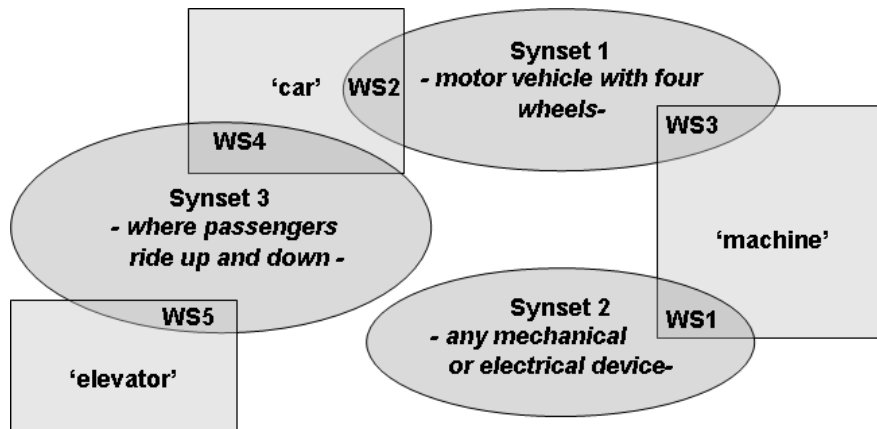 Synset 1
- motor vehicle with four
wheels-
‘car’
WS2
WS3
WS4
Synset 3
- where passengers
ride up and down -
‘machine’
WS5
Synset 2
- any mechanical
or electrical device-
WS1
‘elevator’